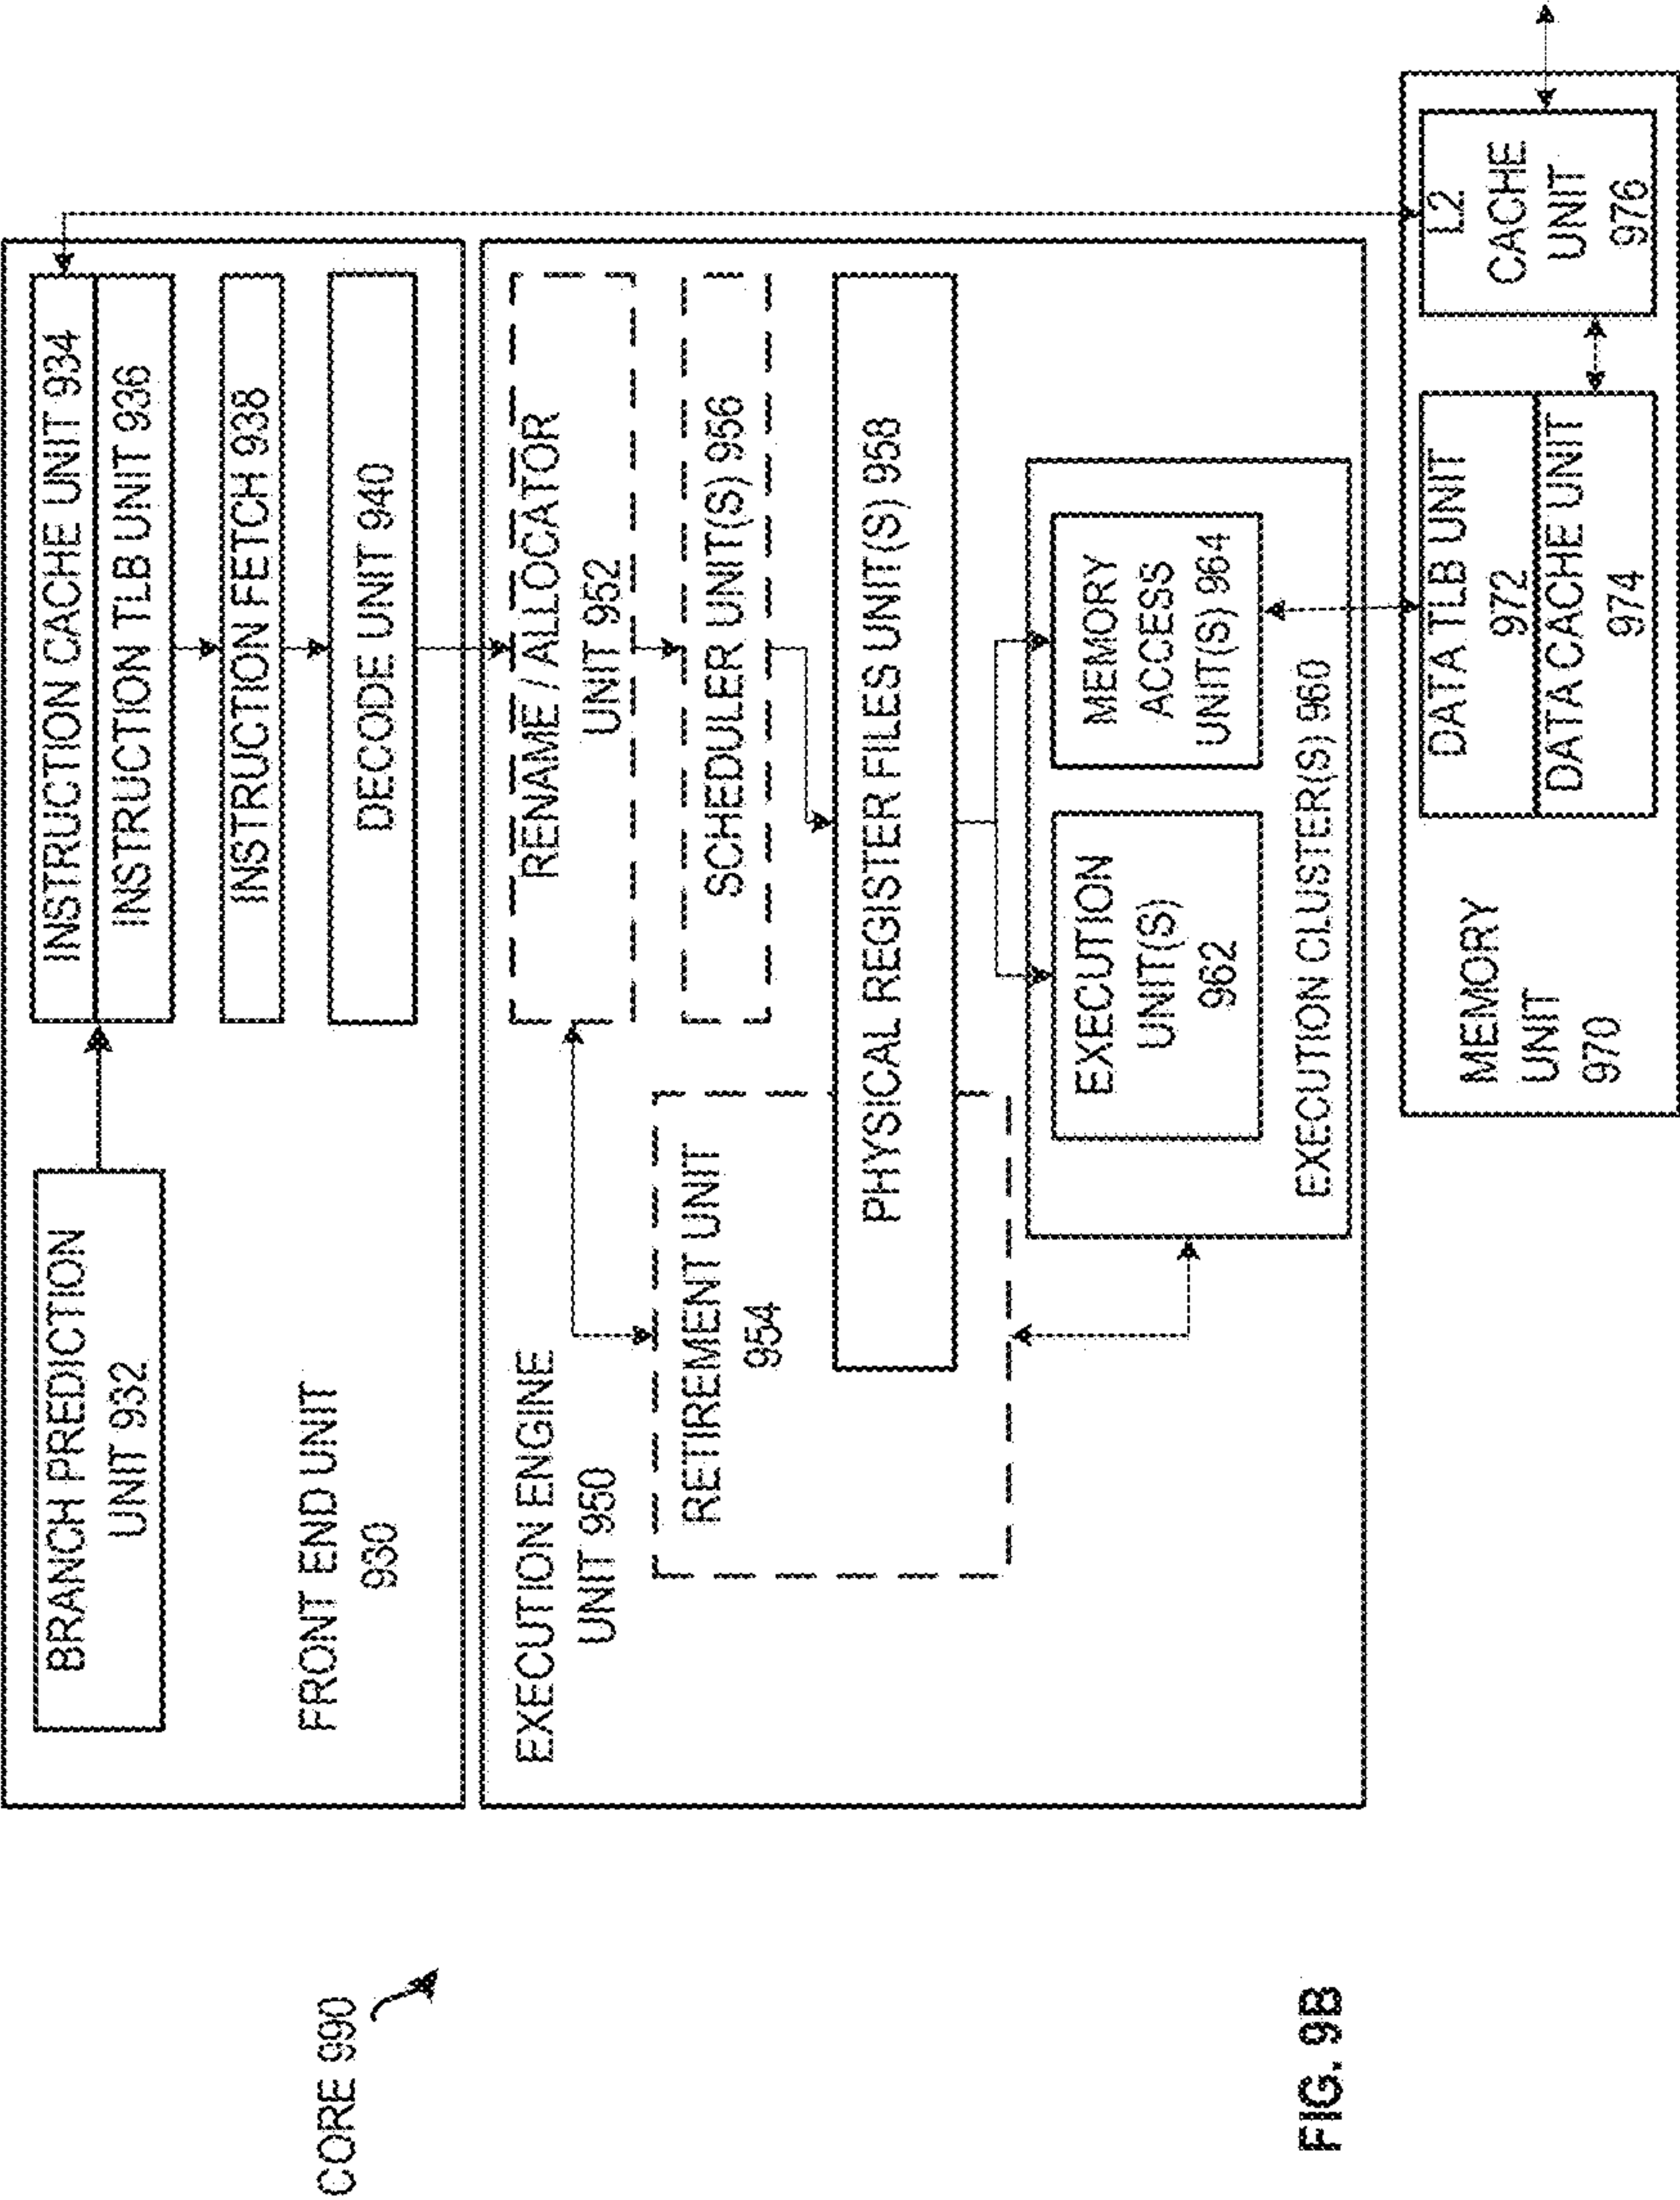 CORE 990
BRANCH PREDICTION
UNIT 932
INSTRUCTION CACHE UNIT 934
INSTRUCTION TLB UNIT 936
INSTRUCTION FETCH 938
FRONT END UNIT
930
DECODE UNIT 940
EXECUTION ENGINE
UNIT 950
RENAME / ALLOCATOR
UNIT 952
RETIREMENT UNIT
954
SCHEDULER UNIT(S) 956
PHYSICAL REGISTER FILES UNIT(S) 958
EXECUTION
UNIT(S)
962
MEMORY
ACCESS
UNIT(S) 964
EXECUTION CLUSTER(S) 960
MEMORY
UNIT
970
DATA TLB UNIT
972
DATA CACHE UNIT
974
L2
CACHE
UNIT
976
FIG. 9B